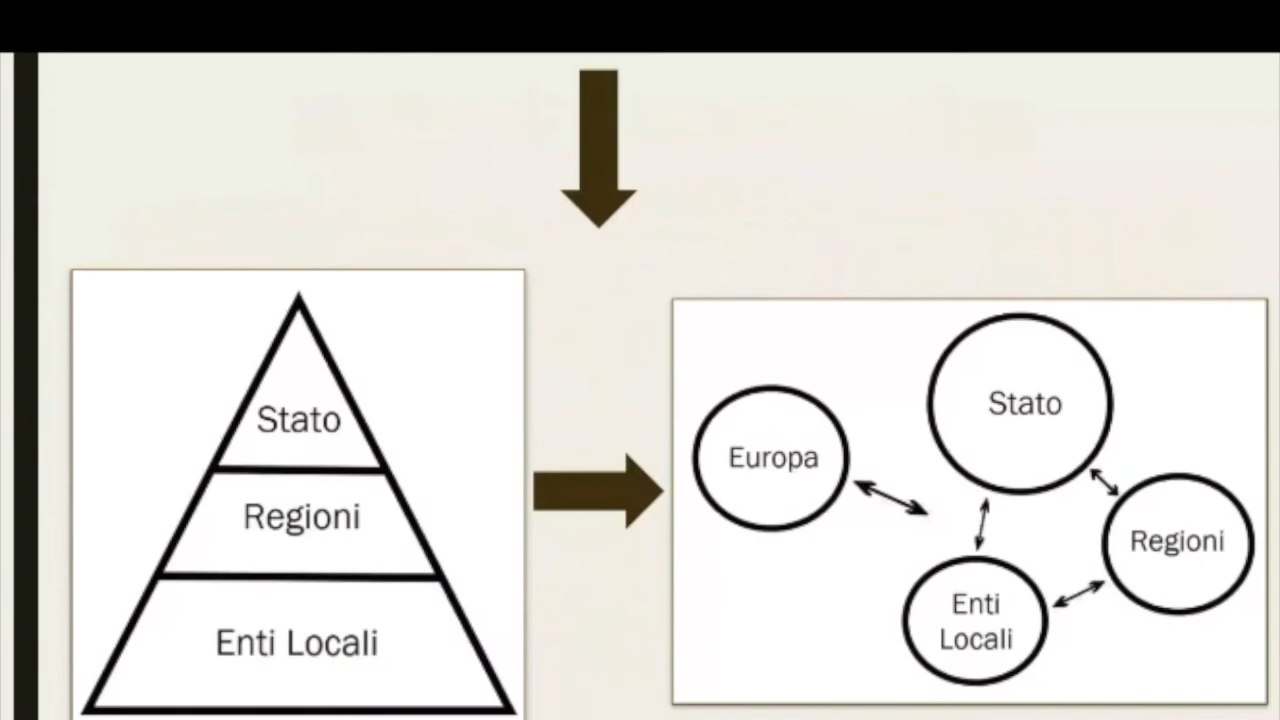 Stato
Regioni
Enti Locali
Europa
Stato
Regioni
Enti
Locali